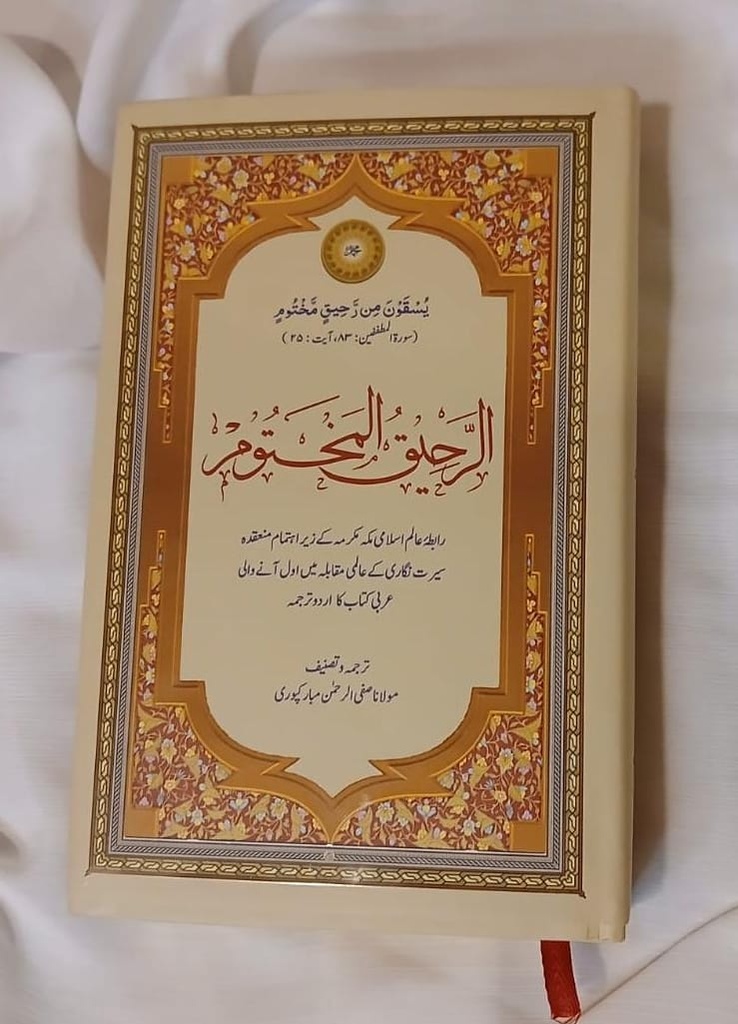 يُسْقَوْنَ مِن رَّحِيقٍ مَّخْتُومٍ
(سورۃ المطففین: ۸۳، آیت: ۲۵)
الرَّحِيقُ المَخْتُومُ
رابطۂ عالم اسلامی مکہ مکرمہ کے زیر اہتمام منعقدہ
سیرت نگاری کے عالمی مقابلہ میں اول آنے والی
عربی کتاب کا اردو ترجمہ
ترجمہ و تصنیف
مولانا صفی الرحمٰن مبارکپوری